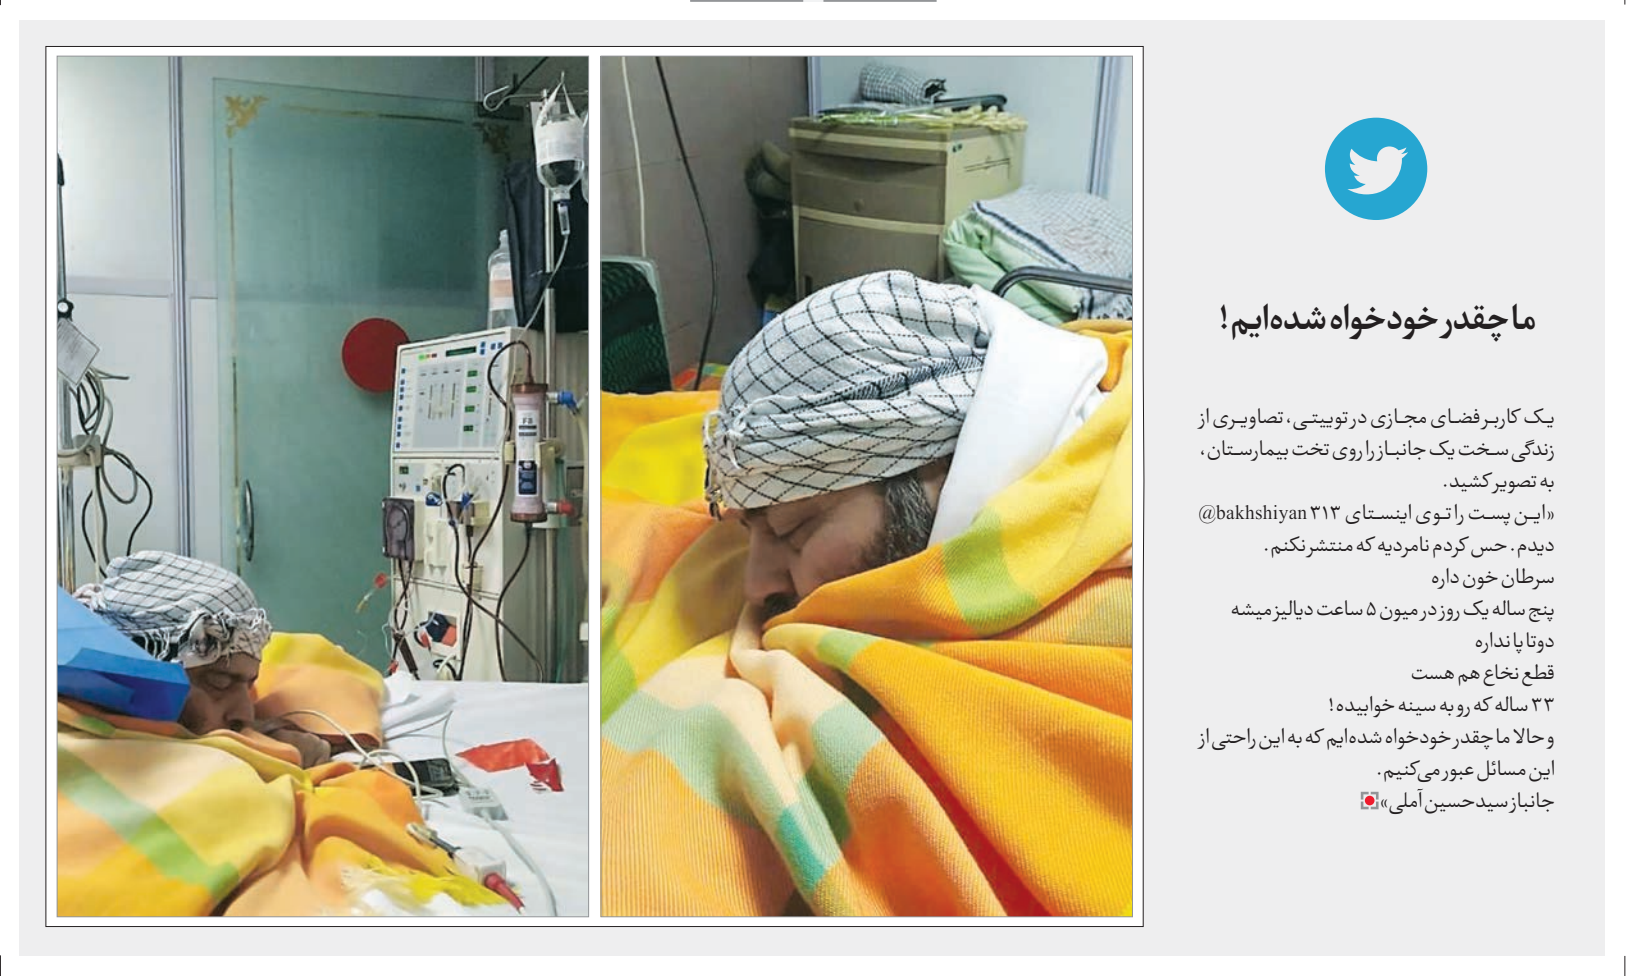 ما چقدر خودخواه شده‌ایم!
یک کاربر فضای مجازی در توییتی، تصاویری از
زندگی سخت یک جانباز را روی تخت بیمارستان،
به تصویر کشید.
«این پست را توی اینستای @bakhshiyan۳۱۳
دیدم. حس کردم نامردیه که منتشر نکنم.
سرطان خون داره
پنج ساله یک روز در میون ۵ ساعت دیالیز میشه
دوتا پا نداره
قطع نخاع هم هست
۳۳ ساله که رو به سینه خوابیده!
و حالا ما چقدر خودخواه شده‌ایم که به این راحتی از
این مسائل عبور می‌کنیم.
جانباز سید حسین آملی»
F8